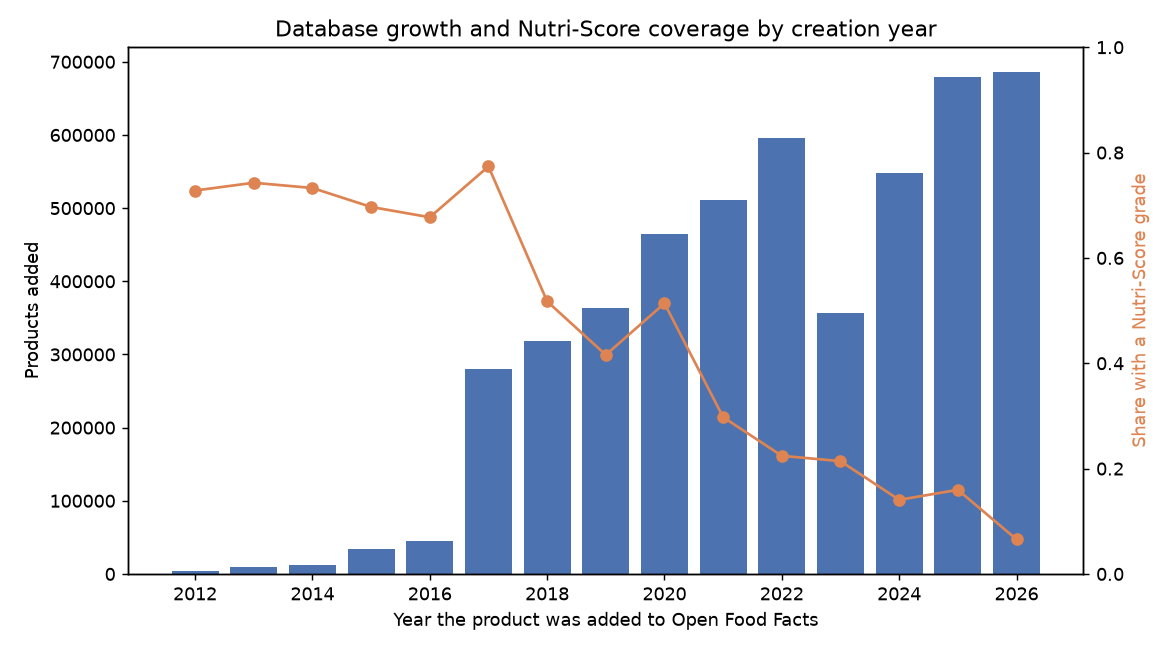 Database growth and Nutri-Score coverage by creation year
Products added
700000
600000
500000
400000
300000
200000
100000
0
1.0
0.8
0.6
0.4
0.2
0.0
Share with a Nutri-Score grade
2012 2014 2016 2018 2020 2022 2024 2026
Year the product was added to Open Food Facts